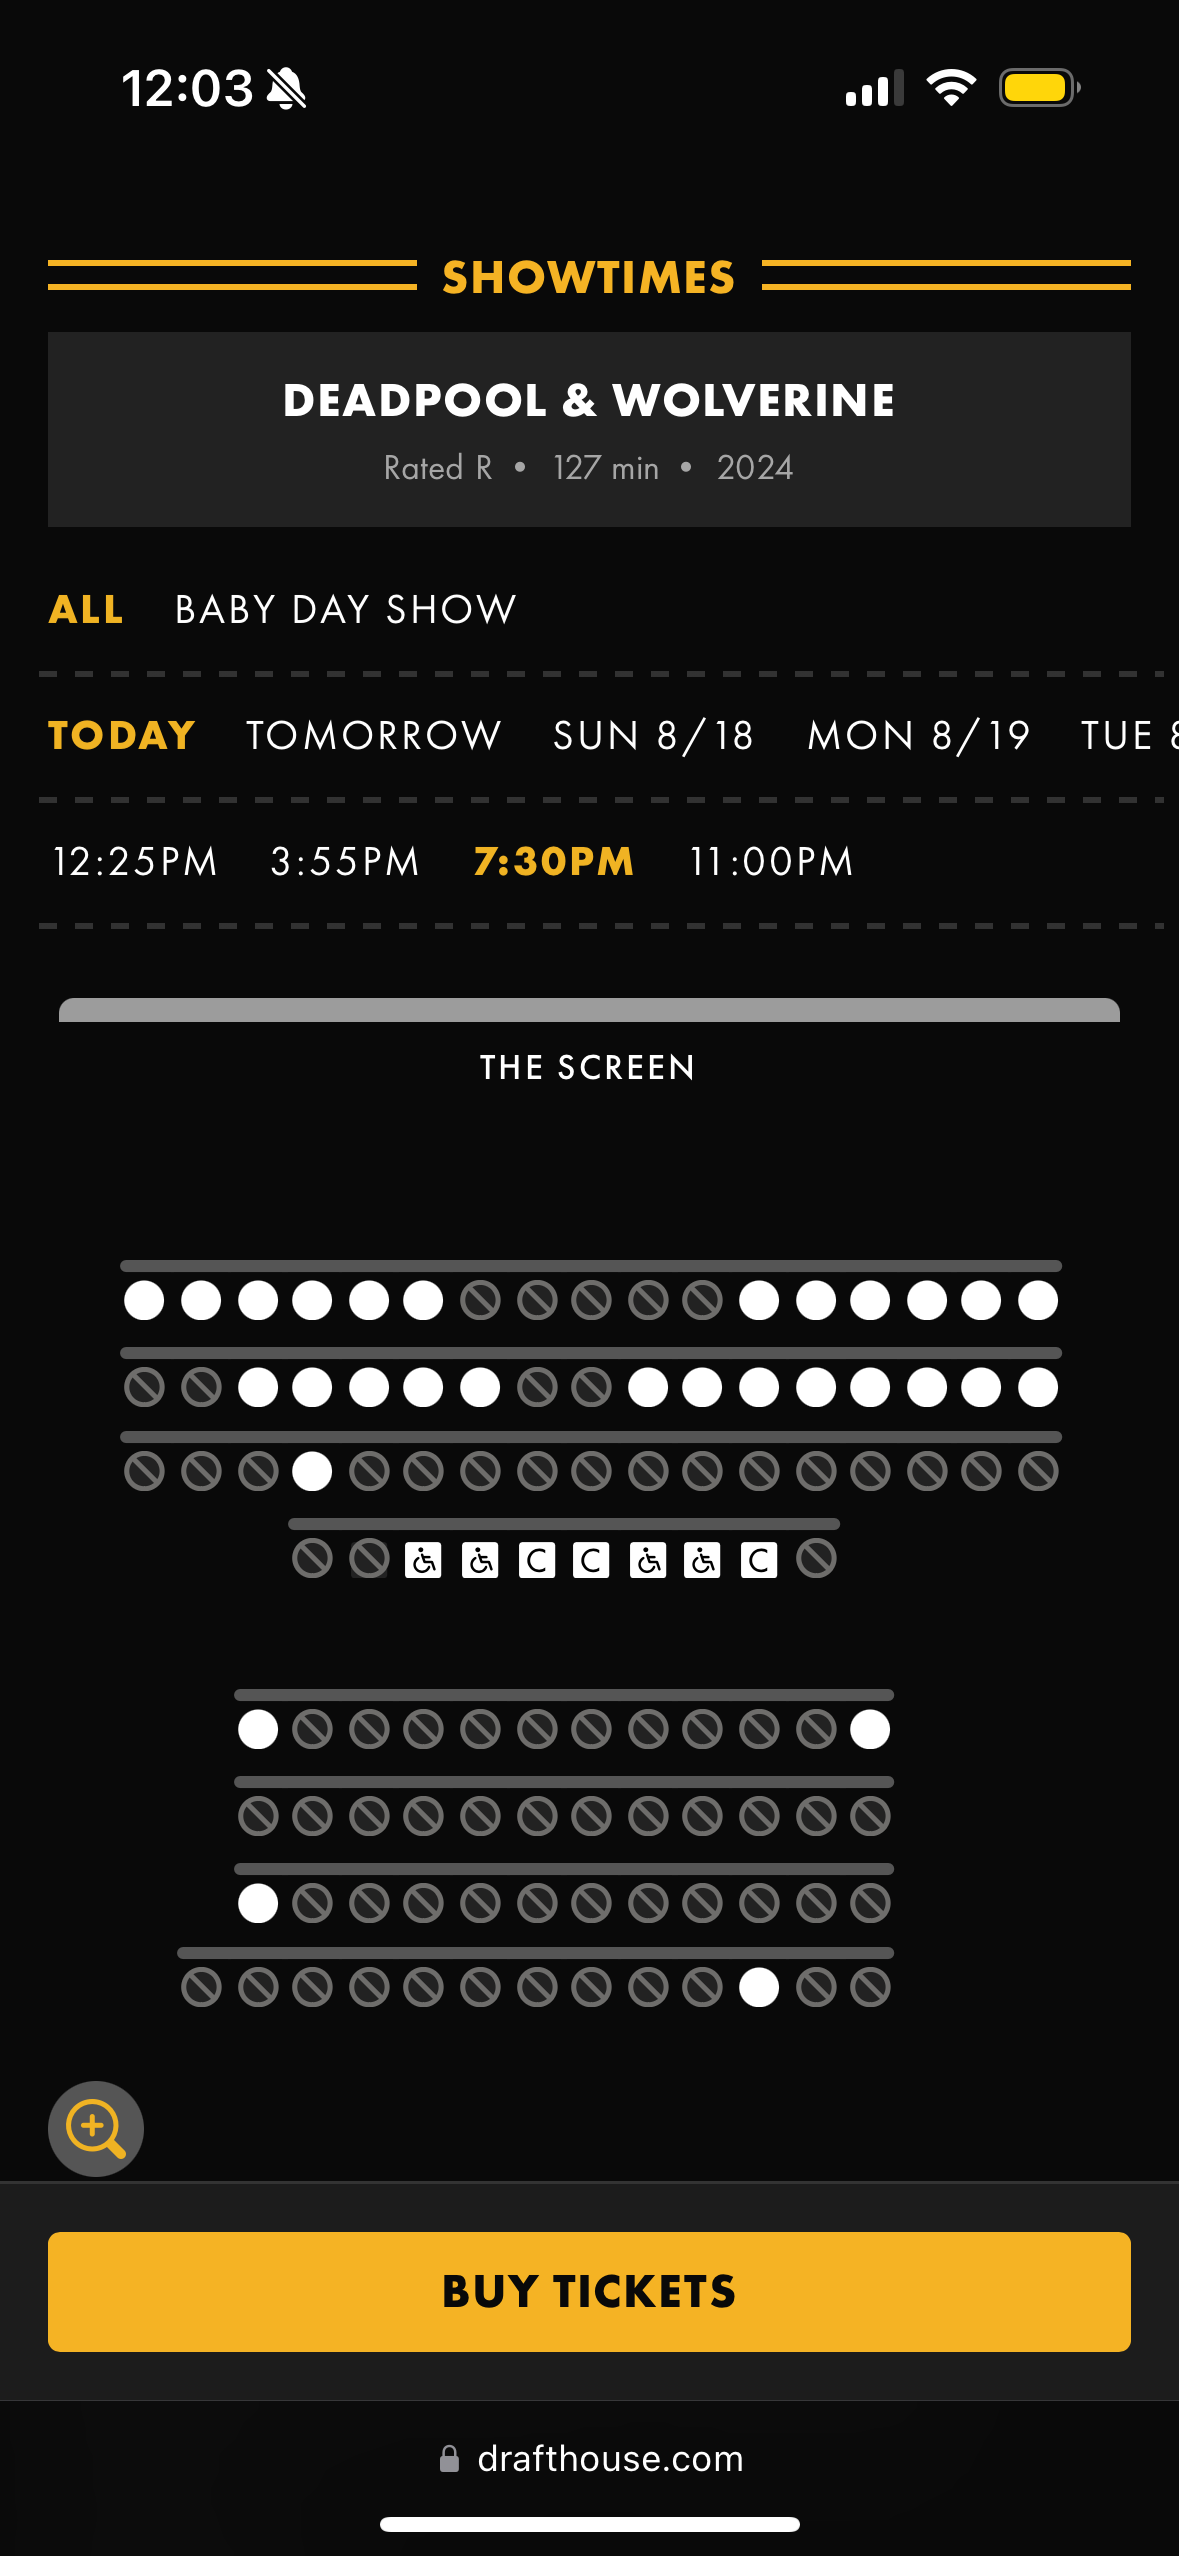 12:03
SHOWTIMES
DEADPOOL & WOLVERINE
Rated R • 127 min • 2024
ALL BABY DAY SHOW
TODAY TOMORROW SUN 8/18 MON 8/19 TUE 8
12:25PM 3:55PM 7:30PM 11:00PM
THE SCREEN
C C C
BUY TICKETS
drafthouse.com